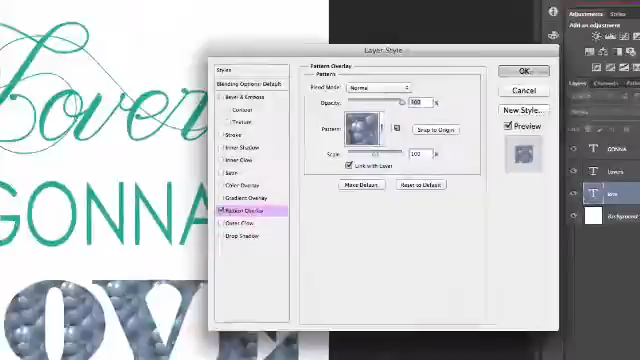 Lover
GONNA
OVE
Layer Style
Styles
Blending Options: Default
Bevel & Emboss
Contour
Texture
Stroke
Inner Shadow
Inner Glow
Satin
Color Overlay
Gradient Overlay
Pattern Overlay
Outer Glow
Drop Shadow
Pattern Overlay
Pattern
Blend Mode: Normal
Opacity: 100 %
Pattern: Snap to Origin
Scale: 100 %
Link with Layer
Make Default Reset to Default
OK
Cancel
New Style...
Preview
Adjustments Styles
Add an adjustment
Layers
GONNA
Lovers
love
Background